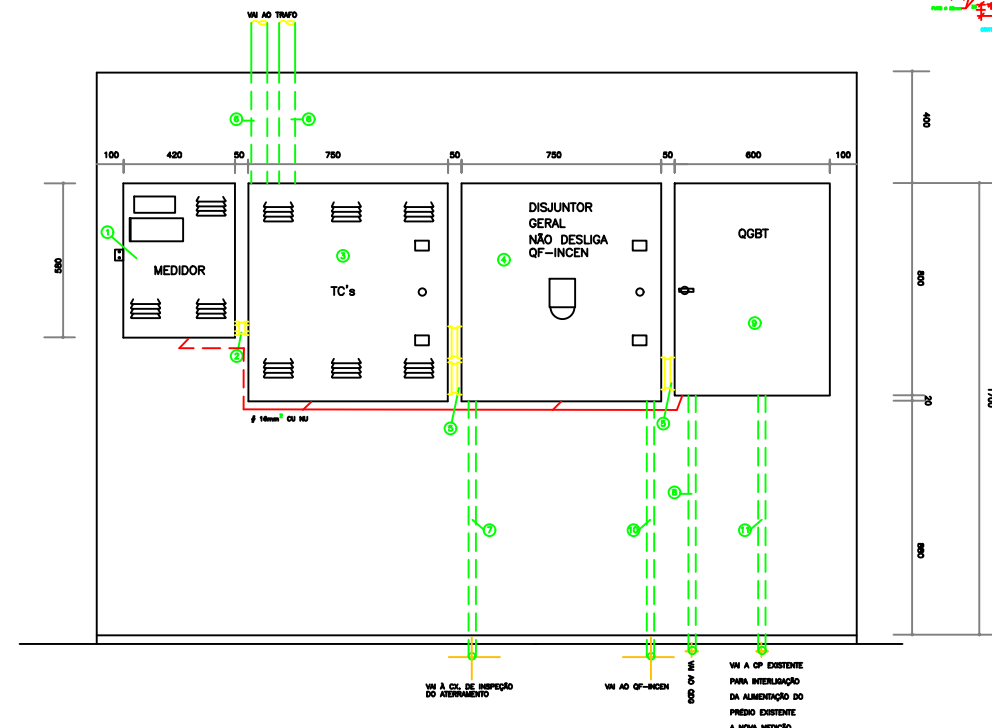 VAI AO TRAFO
6
6
400
100
420
50
750
50
750
50
600
100
1
580
MEDIDOR
3
TC's
DISJUNTOR
GERAL
NÃO DESLIGA
QF-INCEN
4
QGBT
9
800
2
5
5
20
∮ 16mm² CU NU
8
7
10
11
880
VAI À CX. DE INSPEÇÃO
DO ATERRAMENTO
VAI AO QF-INCEN
VAI AO QDG
VAI A CP EXISTENTE
PARA INTERLIGAÇÃO
DA ALIMENTAÇÃO DO
PRÉDIO EXISTENTE
A NOVA MEDIÇÃO